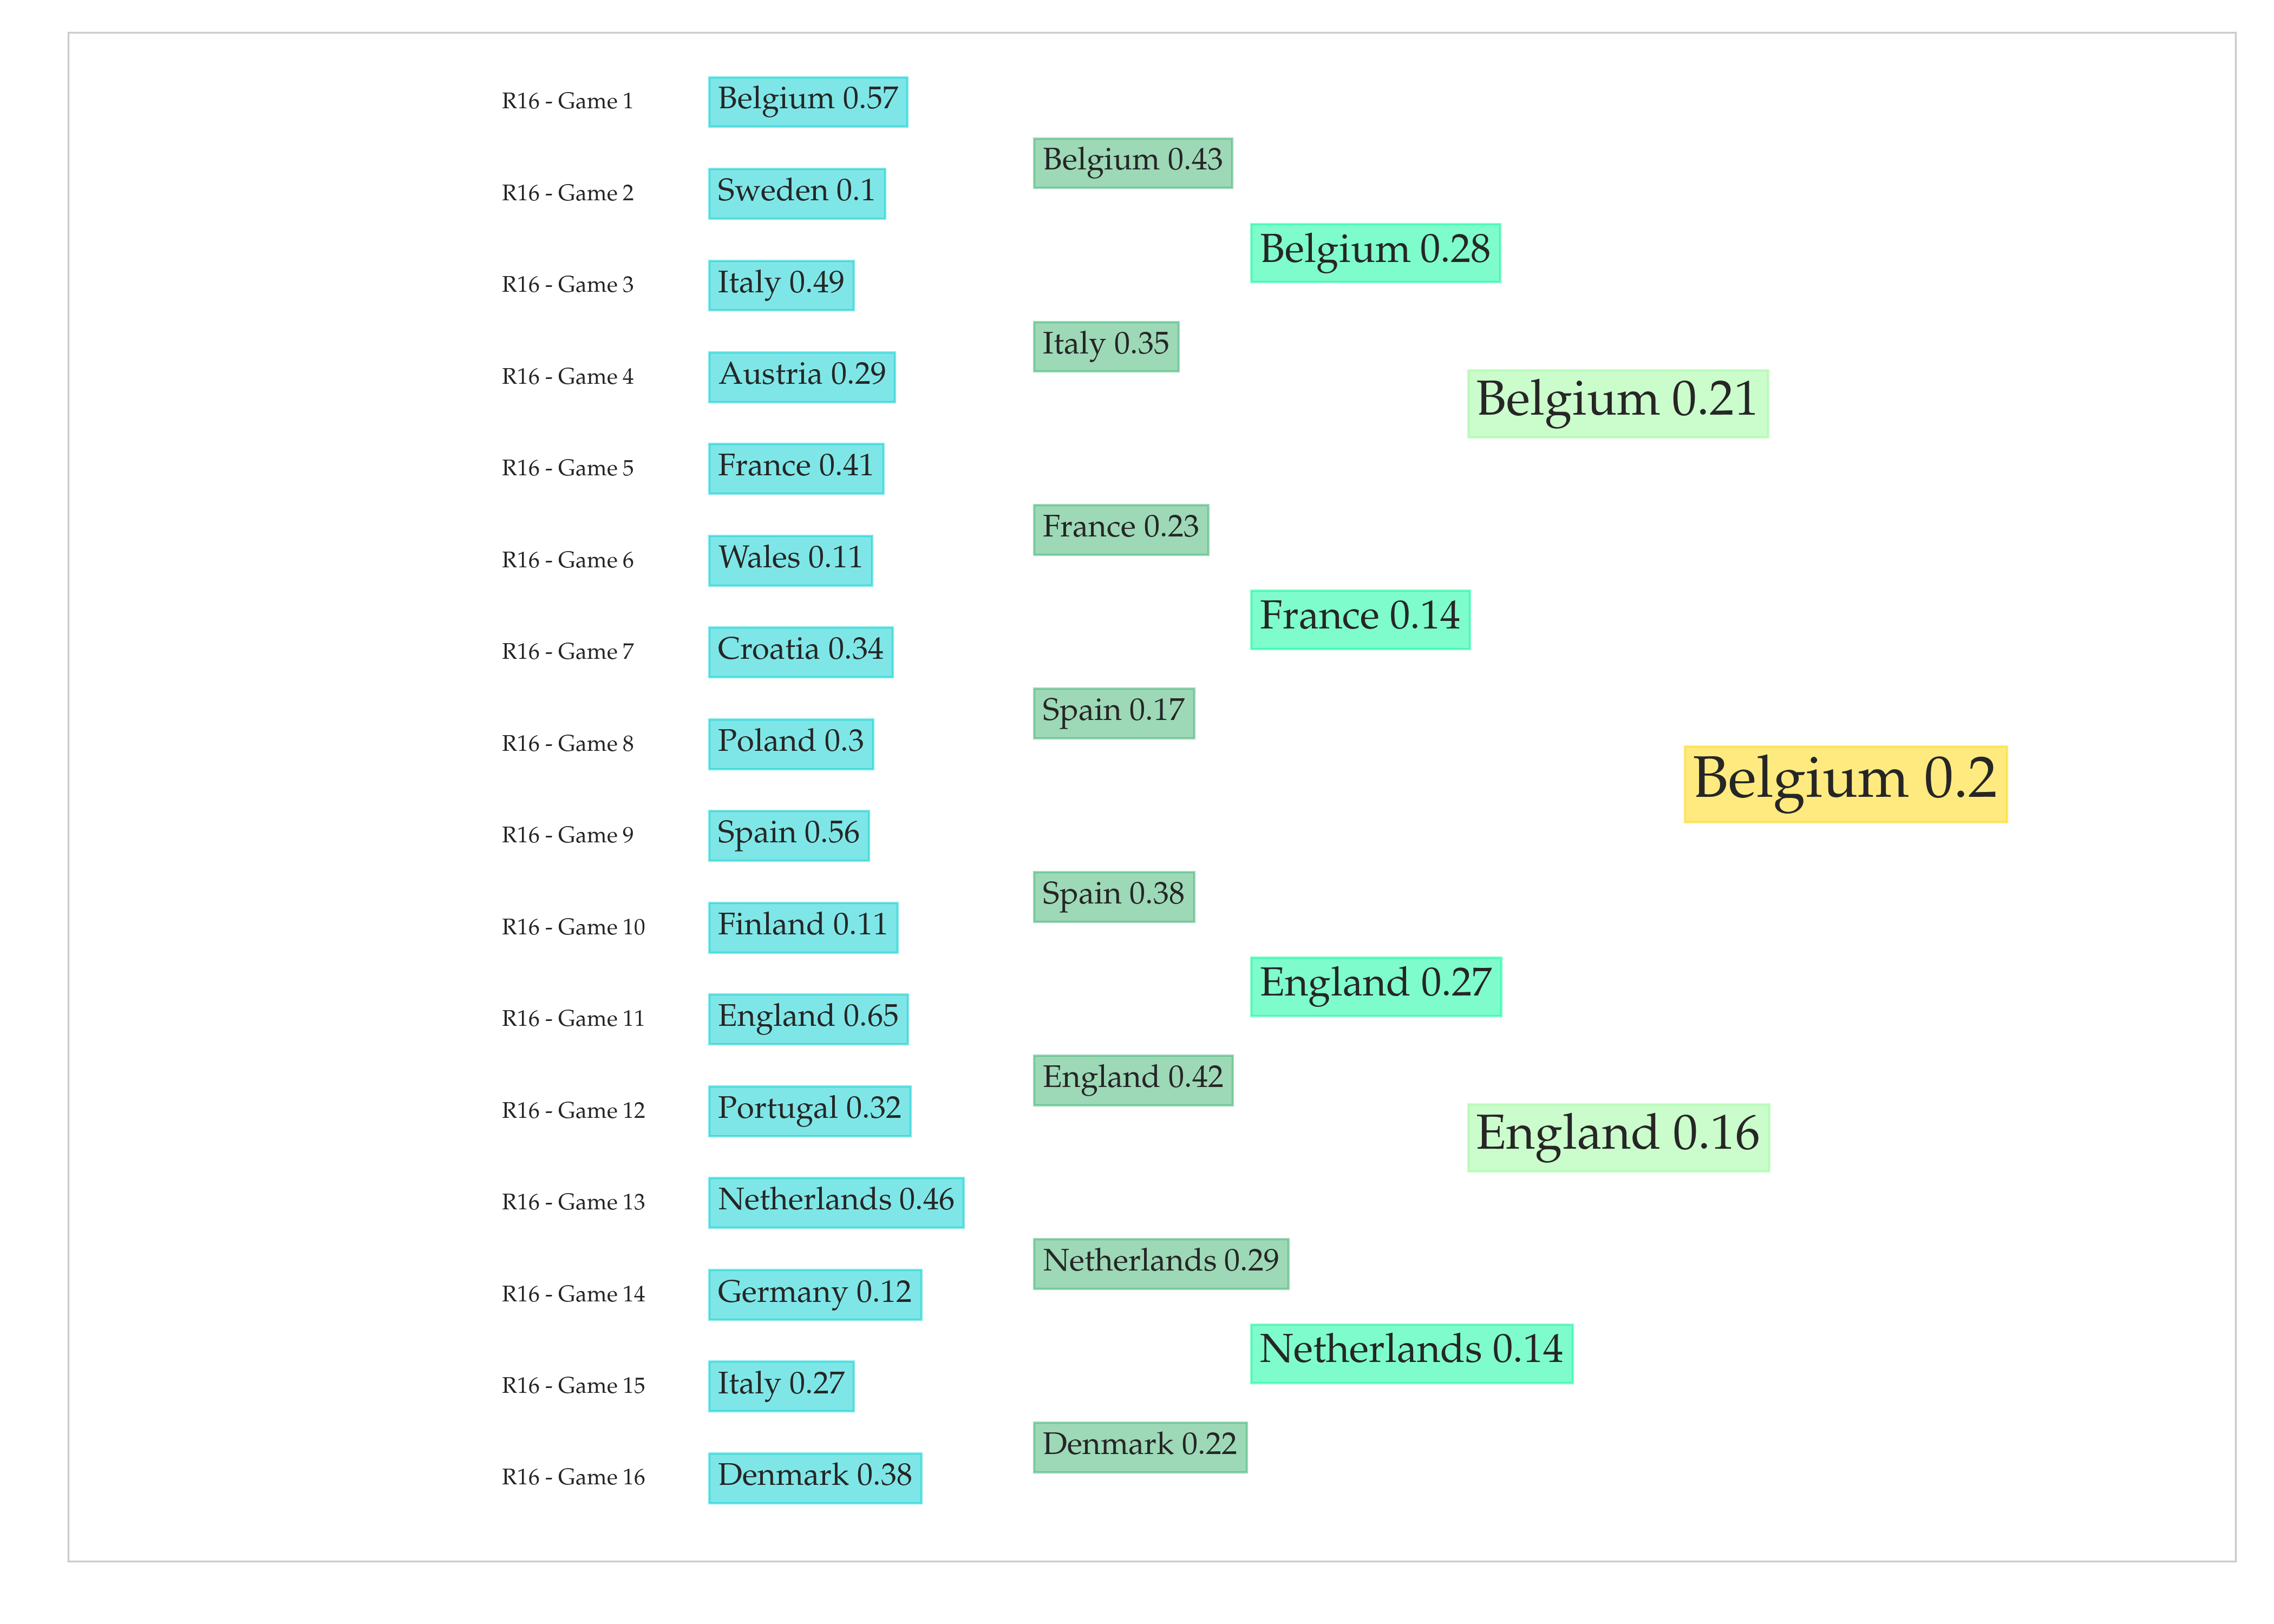 R16 - Game 1
Belgium 0.57
Belgium 0.43
R16 - Game 2
Sweden 0.1
Belgium 0.28
R16 - Game 3
Italy 0.49
Italy 0.35
R16 - Game 4
Austria 0.29
Belgium 0.21
R16 - Game 5
France 0.41
France 0.23
R16 - Game 6
Wales 0.11
France 0.14
R16 - Game 7
Croatia 0.34
Spain 0.17
R16 - Game 8
Poland 0.3
Belgium 0.2
R16 - Game 9
Spain 0.56
Spain 0.38
R16 - Game 10
Finland 0.11
England 0.27
R16 - Game 11
England 0.65
England 0.42
R16 - Game 12
Portugal 0.32
England 0.16
R16 - Game 13
Netherlands 0.46
Netherlands 0.29
R16 - Game 14
Germany 0.12
Netherlands 0.14
R16 - Game 15
Italy 0.27
Denmark 0.22
R16 - Game 16
Denmark 0.38